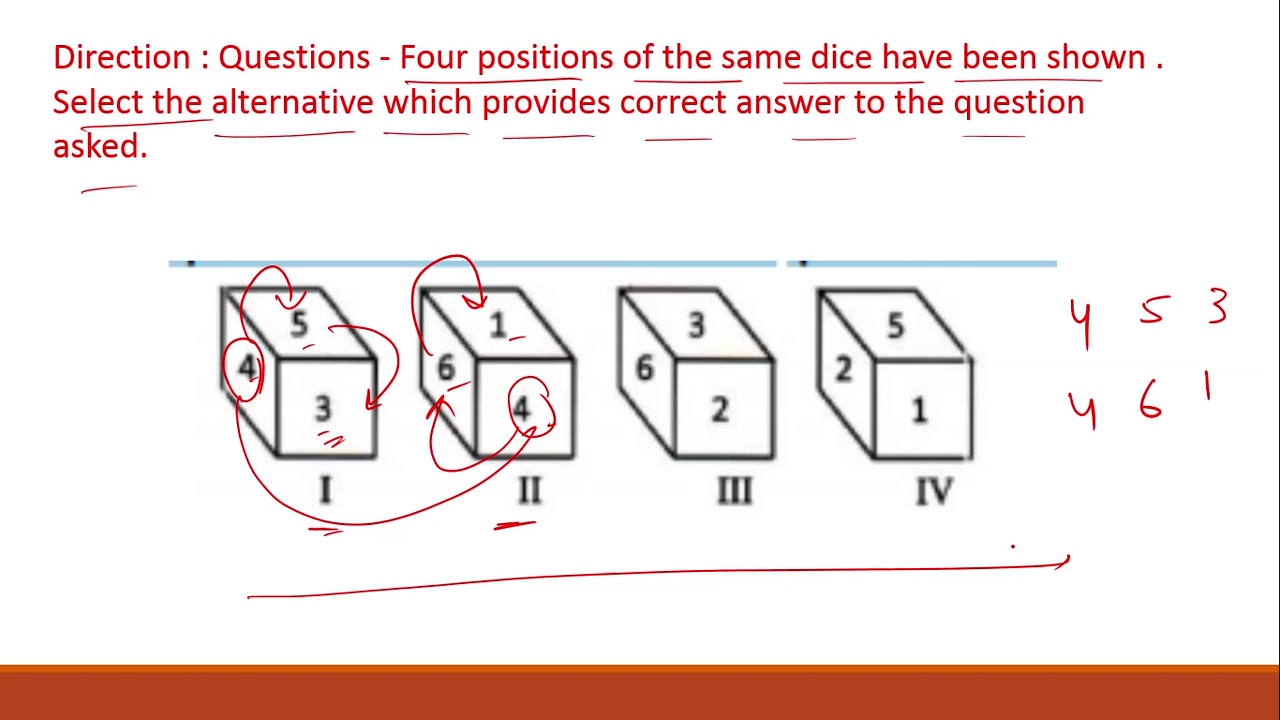 Direction : Questions - Four positions of the same dice have been shown .
Select the alternative which provides correct answer to the question
asked.
5 1 3 5
4 3 6 4 6 2 2 1
I II III IV
4 5 3
4 6 1